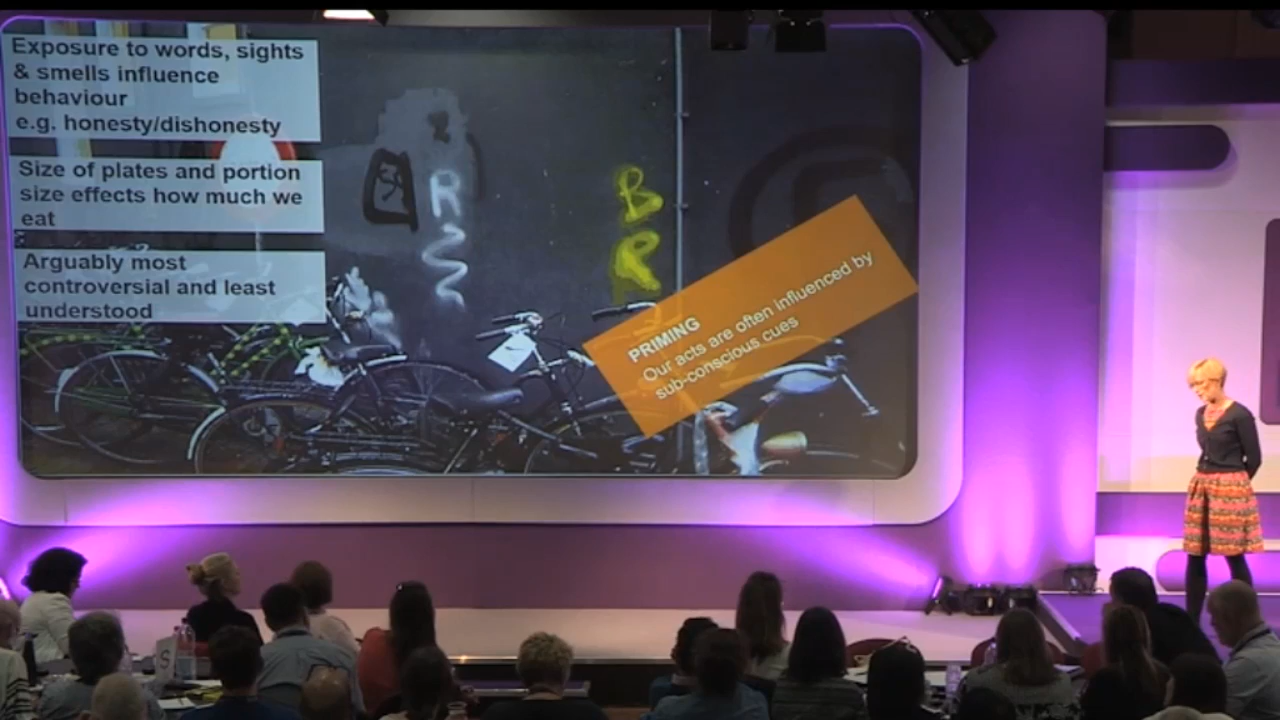 Exposure to words, sights
& smells influence
behaviour
e.g. honesty/dishonesty
Size of plates and portion
size effects how much we
eat
Arguably most
controversial and least
understood
R
B
R
PRIMING
Our acts are often influenced by
sub-conscious cues
S